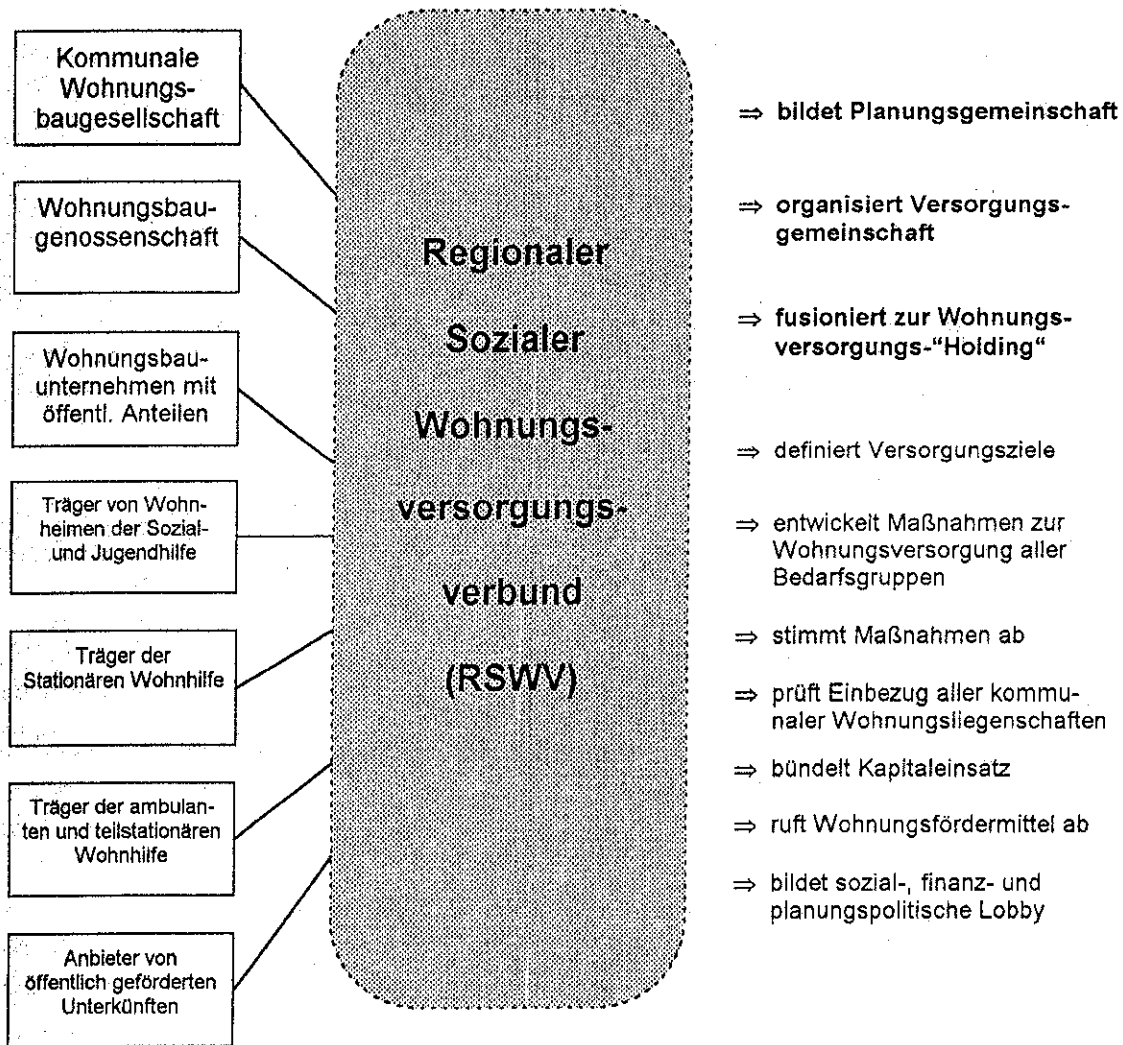 Kommunale
Wohnungs-
baugesellschaft
Wohnungsbau-
genossenschaft
Wohnungsbau-
unternehmen mit
öffentl. Anteilen
Träger von Wohn-
heimen der Sozial-
und Jugendhilfe
Träger der
Stationären Wohnhilfe
Träger der ambulan-
ten und teilstationären
Wohnhilfe
Anbieter von
öffentlich geförderten
Unterkünften
Regionaler
Sozialer
Wohnungs-
versorgungs-
verbund
(RSWV)
⇒ bildet Planungsgemeinschaft
⇒ organisiert Versorgungs-
gemeinschaft
⇒ fusioniert zur Wohnungs-
versorgungs-“Holding“
⇒ definiert Versorgungsziele
⇒ entwickelt Maßnahmen zur
Wohnungsversorgung aller
Bedarfsgruppen
⇒ stimmt Maßnahmen ab
⇒ prüft Einbezug aller kommu-
naler Wohnungsliegenschaften
⇒ bündelt Kapitaleinsatz
⇒ ruft Wohnungsfördermittel ab
⇒ bildet sozial-, finanz- und
planungspolitische Lobby